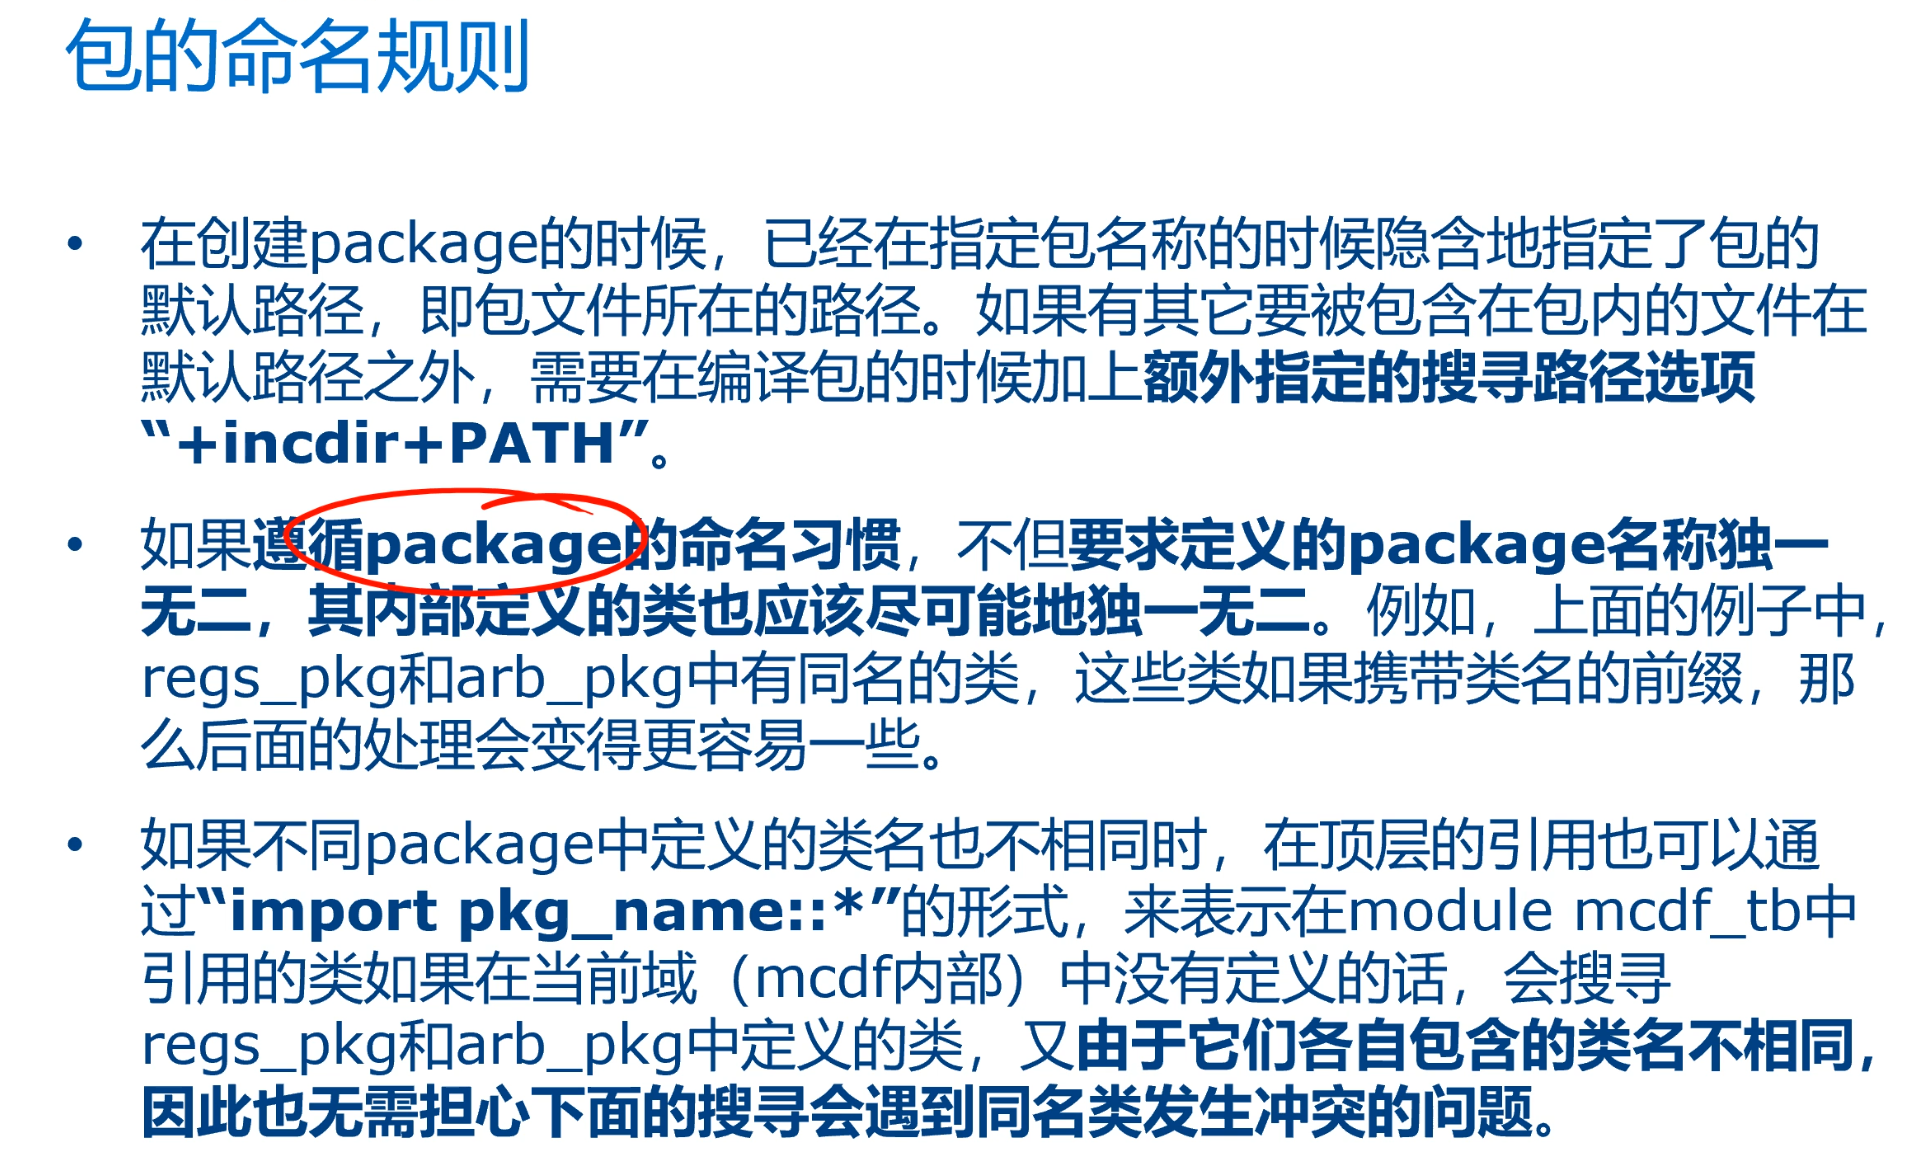 包的命名规则
• 在创建package的时候，已经在指定包名称的时候隐含地指定了包的
默认路径，即包文件所在的路径。如果有其它要被包含在包内的文件在
默认路径之外，需要在编译包的时候加上额外指定的搜寻路径选项
“+incdir+PATH”。
• 如果遵循package的命名习惯，不但要求定义的package名称独一
无二，其内部定义的类也应该尽可能地独一无二。例如，上面的例子中，
regs_pkg和arb_pkg中有同名的类，这些类如果携带类名的前缀，那
么后面的处理会变得更容易一些。
• 如果不同package中定义的类名也不相同时，在顶层的引用也可以通
过“import pkg_name::*”的形式，来表示在module mcdf_tb中
引用的类如果在当前域（mcdf内部）中没有定义的话，会搜寻
regs_pkg和arb_pkg中定义的类，又由于它们各自包含的类名不相同，
因此也无需担心下面的搜寻会遇到同名类发生冲突的问题。